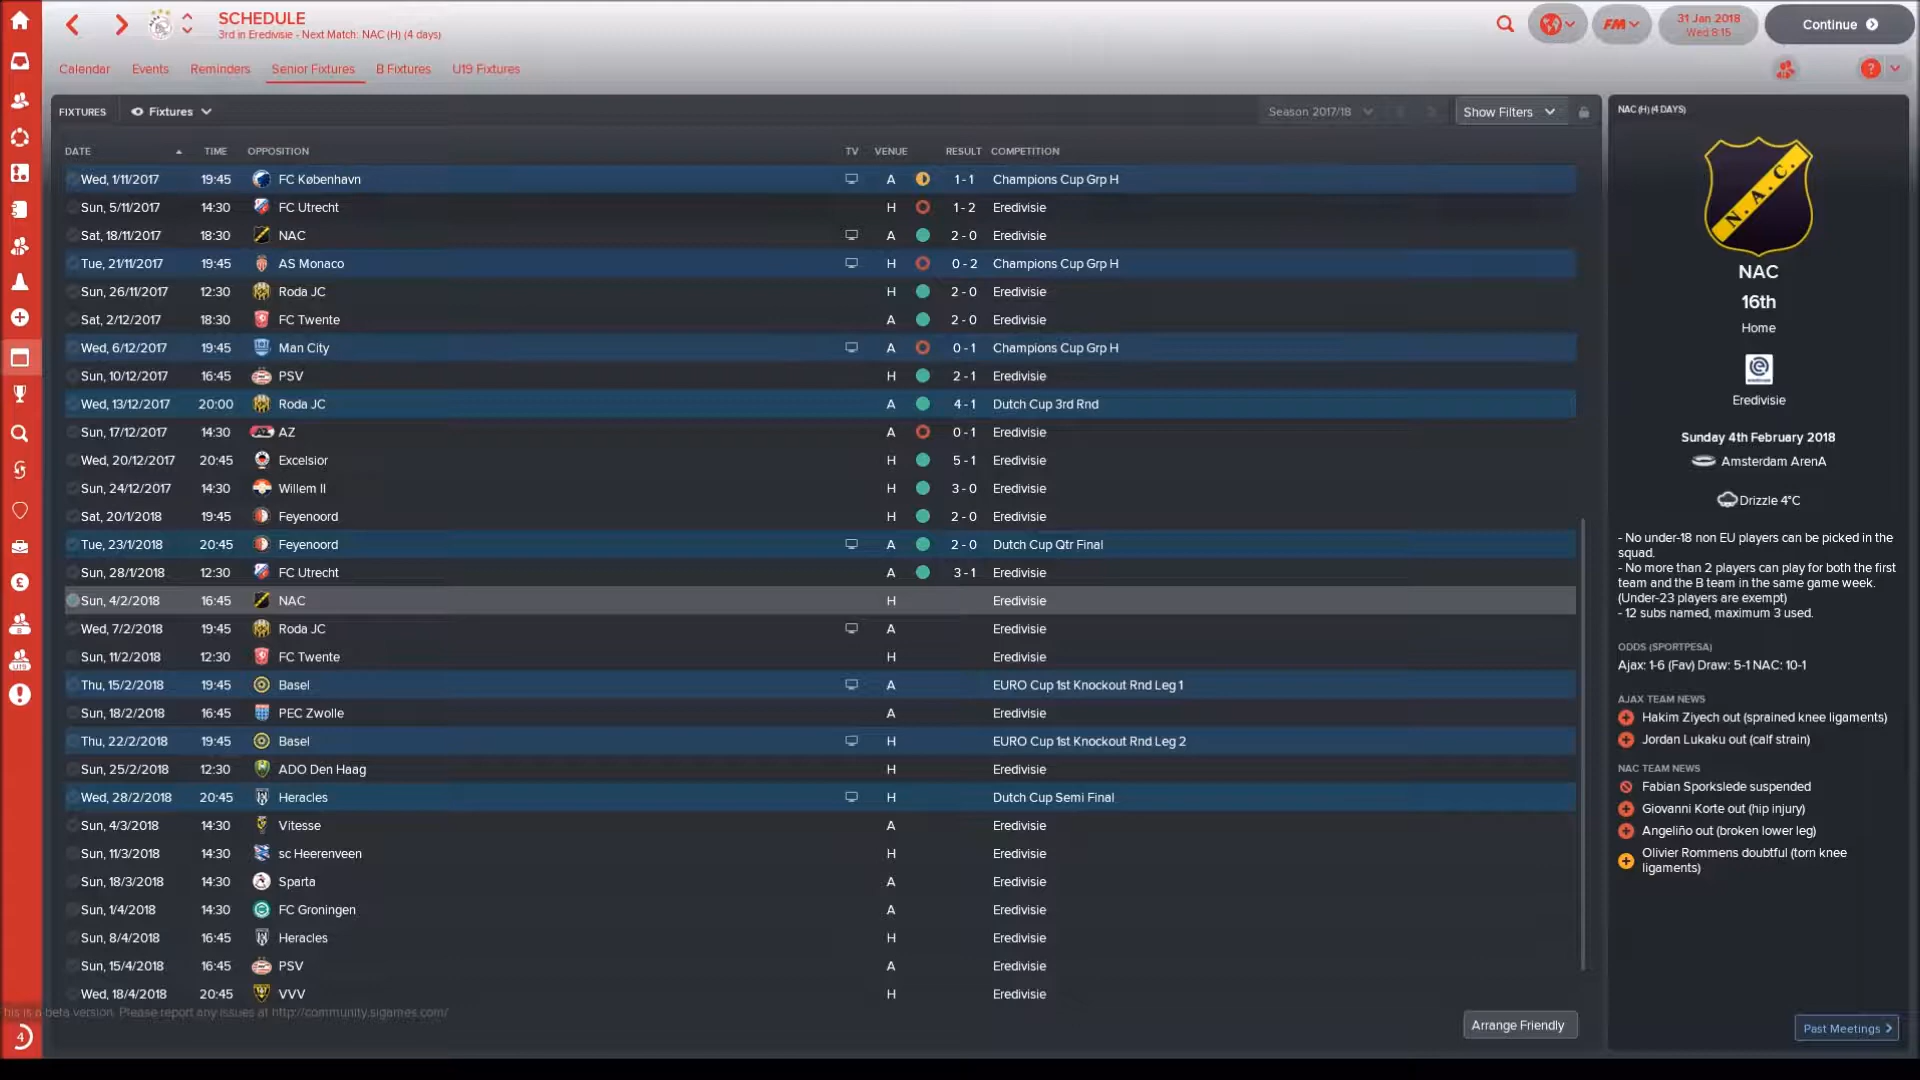 SCHEDULE
3rd in Eredivisie - Next Match: NAC (H) (4 days)
FM
31 Jan 2018
Wed 8:15
Continue
Calendar Events Reminders Senior Fixtures B Fixtures U19 Fixtures
FIXTURES Fixtures Season 2017/18 Show Filters
DATE TIME OPPOSITION TV VENUE RESULT COMPETITION
Wed, 1/11/2017 19:45 FC København A 1 - 1 Champions Cup Grp H
Sun, 5/11/2017 14:30 FC Utrecht H 1 - 2 Eredivisie
Sat, 18/11/2017 18:30 NAC A 2 - 0 Eredivisie
Tue, 21/11/2017 19:45 AS Monaco H 0 - 2 Champions Cup Grp H
Sun, 26/11/2017 12:30 Roda JC H 2 - 0 Eredivisie
Sat, 2/12/2017 18:30 FC Twente A 2 - 0 Eredivisie
Wed, 6/12/2017 19:45 Man City A 0 - 1 Champions Cup Grp H
Sun, 10/12/2017 16:45 PSV H 2 - 1 Eredivisie
Wed, 13/12/2017 20:00 Roda JC A 4 - 1 Dutch Cup 3rd Rnd
Sun, 17/12/2017 14:30 AZ A 0 - 1 Eredivisie
Wed, 20/12/2017 20:45 Excelsior H 5 - 1 Eredivisie
Sun, 24/12/2017 14:30 Willem II H 3 - 0 Eredivisie
Sat, 20/1/2018 19:45 Feyenoord H 2 - 0 Eredivisie
Tue, 23/1/2018 20:45 Feyenoord A 2 - 0 Dutch Cup Qtr Final
Sun, 28/1/2018 12:30 FC Utrecht A 3 - 1 Eredivisie
Sun, 4/2/2018 16:45 NAC H Eredivisie
Wed, 7/2/2018 19:45 Roda JC A Eredivisie
Sun, 11/2/2018 12:30 FC Twente H Eredivisie
Thu, 15/2/2018 19:45 Basel A EURO Cup 1st Knockout Rnd Leg 1
Sun, 18/2/2018 16:45 PEC Zwolle A Eredivisie
Thu, 22/2/2018 19:45 Basel H EURO Cup 1st Knockout Rnd Leg 2
Sun, 25/2/2018 12:30 ADO Den Haag H Eredivisie
Wed, 28/2/2018 20:45 Heracles H Dutch Cup Semi Final
Sun, 4/3/2018 14:30 Vitesse A Eredivisie
Sun, 11/3/2018 14:30 sc Heerenveen H Eredivisie
Sun, 18/3/2018 14:30 Sparta A Eredivisie
Sun, 1/4/2018 14:30 FC Groningen A Eredivisie
Sun, 8/4/2018 16:45 Heracles H Eredivisie
Sun, 15/4/2018 16:45 PSV A Eredivisie
Wed, 18/4/2018 20:45 VVV H Eredivisie
his is a beta version. Please report any issues at http://community.sigames.com/
4
Arrange Friendly
NAC (H) (4 DAYS)
N.A.C.
NAC
16th
Home
Eredivisie
Sunday 4th February 2018
Amsterdam ArenA
Drizzle 4°C
- No under-18 non EU players can be picked in the
squad.
- No more than 2 players can play for both the first
team and the B team in the same game week.
(Under-23 players are exempt)
- 12 subs named, maximum 3 used.
ODDS (SPORTPESA)
Ajax: 1-6 (Fav) Draw: 5-1 NAC: 10-1
AJAX TEAM NEWS
Hakim Ziyech out (sprained knee ligaments)
Jordan Lukaku out (calf strain)
NAC TEAM NEWS
Fabian Sporkslede suspended
Giovanni Korte out (hip injury)
Angeliño out (broken lower leg)
Olivier Rommens doubtful (torn knee
ligaments)
Past Meetings